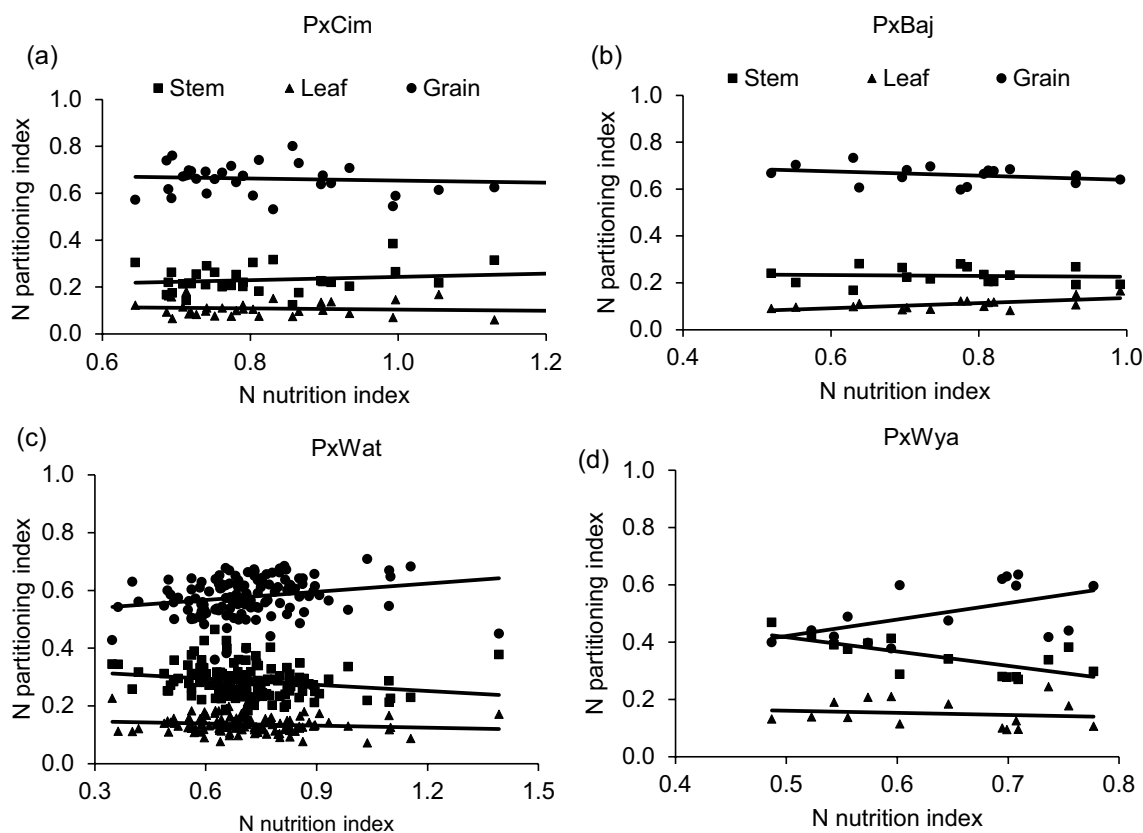 PxCim
(a)
Stem Leaf Grain
N partitioning index
1.0
0.8
0.6
0.4
0.2
0.0
0.6 0.8 1.0 1.2
N nutrition index
PxBaj
(b)
Stem Leaf Grain
N partitioning index
1.0
0.8
0.6
0.4
0.2
0.0
0.4 0.6 0.8 1.0
N nutrition index
PxWat
(c)
N partitioning index
1.0
0.8
0.6
0.4
0.2
0.0
0.3 0.6 0.9 1.2 1.5
N nutrition index
PxWya
(d)
N partitioning index
1.0
0.8
0.6
0.4
0.2
0.0
0.4 0.5 0.6 0.7 0.8
N nutrition index